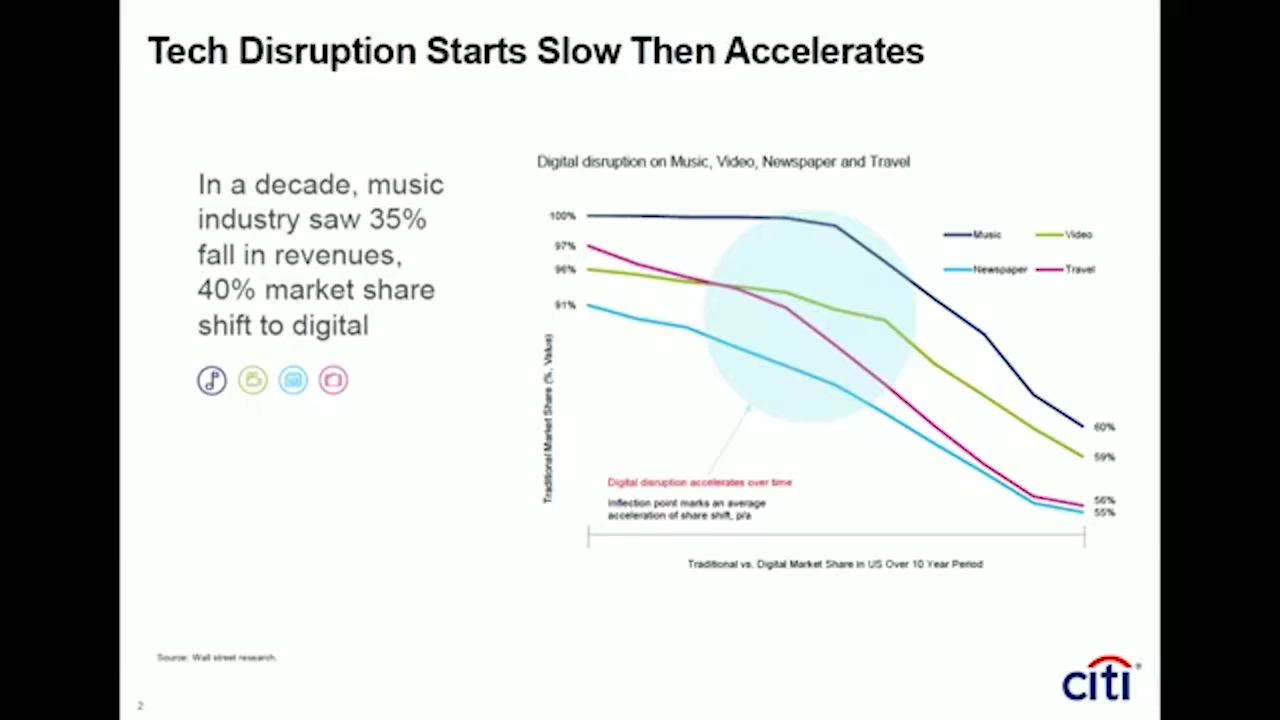 Tech Disruption Starts Slow Then Accelerates
In a decade, music
industry saw 35%
fall in revenues,
40% market share
shift to digital
Digital disruption on Music, Video, Newspaper and Travel
100%
97%
96%
91%
Traditional Market Share (%, Value)
Music
Video
Newspaper
Travel
60%
59%
56%
55%
Digital disruption accelerates over time
Inflection point marks an average
acceleration of share shift, p/a
Traditional vs. Digital Market Share in US Over 10 Year Period
Source: Wall street research.
citi®
2